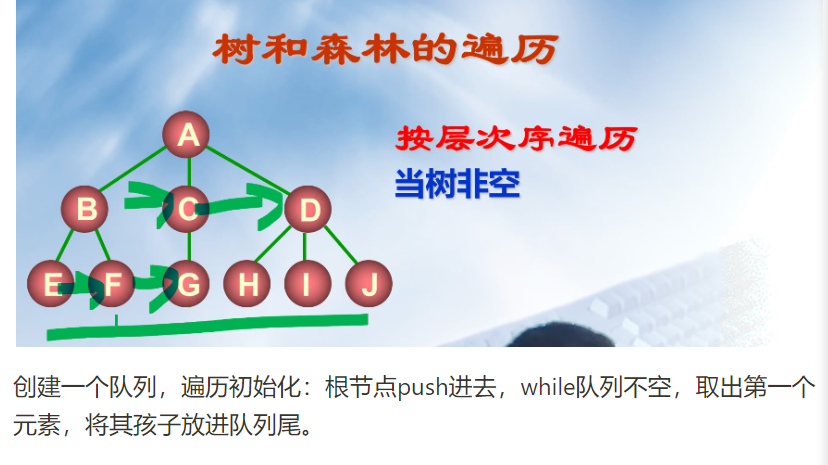 树和森林的遍历
A
按层次序遍历
当树非空
B C D
E F G H I J
创建一个队列，遍历初始化：根节点push进去，while队列不空，取出第一个
元素，将其孩子放进队列尾。